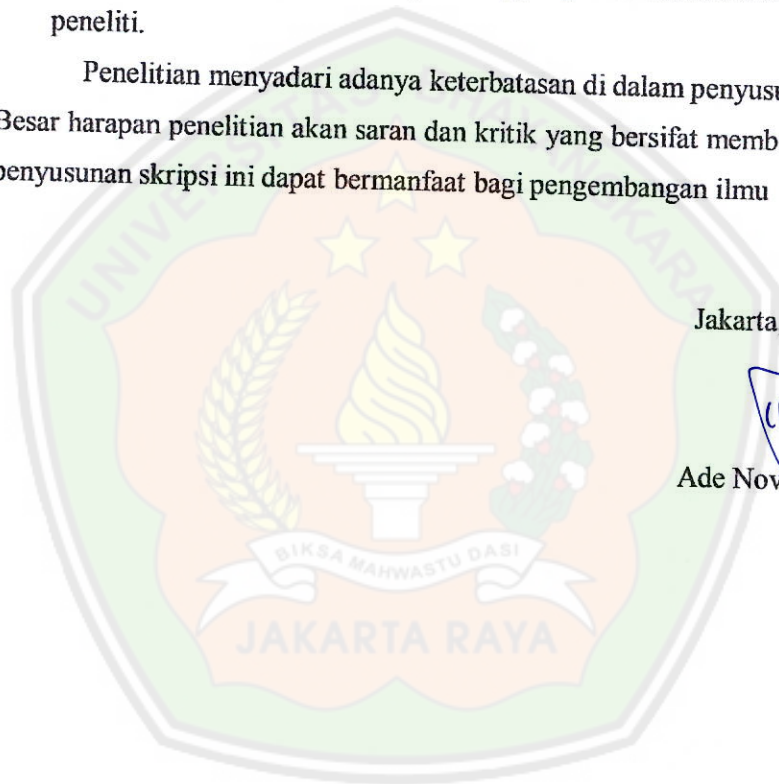 peneliti.
Penelitian menyadari adanya keterbatasan di dalam penyusu
Besar harapan penelitian akan saran dan kritik yang bersifat memb
penyusunan skripsi ini dapat bermanfaat bagi pengembangan ilmu
UNIVERSITAS BHAYANGKARA
Jakarta
Ade Nov
BIKSA MAHWASTU DASI
JAKARTA RAYA